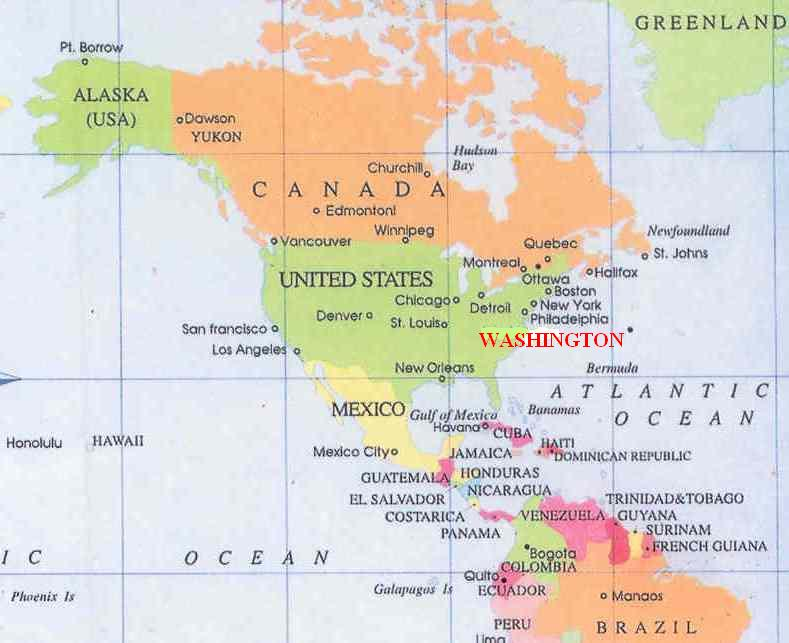 GREENLAND
Pt. Borrow
ALASKA
(USA)
Dawson
YUKON
Hudson
Bay
Churchill
CANADA
Edmontonl
Winnipeg
Newfoundland
Vancouver
Quebec
St. Johns
Montreal
Halifax
UNITED STATES
Ottawa
Boston
Chicago
Detroil
New York
Denver
St. Louis
Philadelphia
San francisco
WASHINGTON
Los Angeles
New Orleans
Bermuda
ATLANTIC
OCEAN
MEXICO
Gulf of Mexico
Banamas
Havana
CUBA
Honolulu
HAWAII
HAITI
Mexico City
JAMAICA
DOMINICAN REPUBLIC
GUATEMALA
HONDURAS
NICARAGUA
EL SALVADOR
TRINIDAD&TOBAGO
COSTARICA
VENEZUELA
GUYANA
PANAMA
SURINAM
FRENCH GUIANA
IC
OCEAN
Bogota
COLOMBIA
Quito
ECUADOR
Galapagos Is
Phoenix Is
Manaos
PERU
BRAZIL
Lima